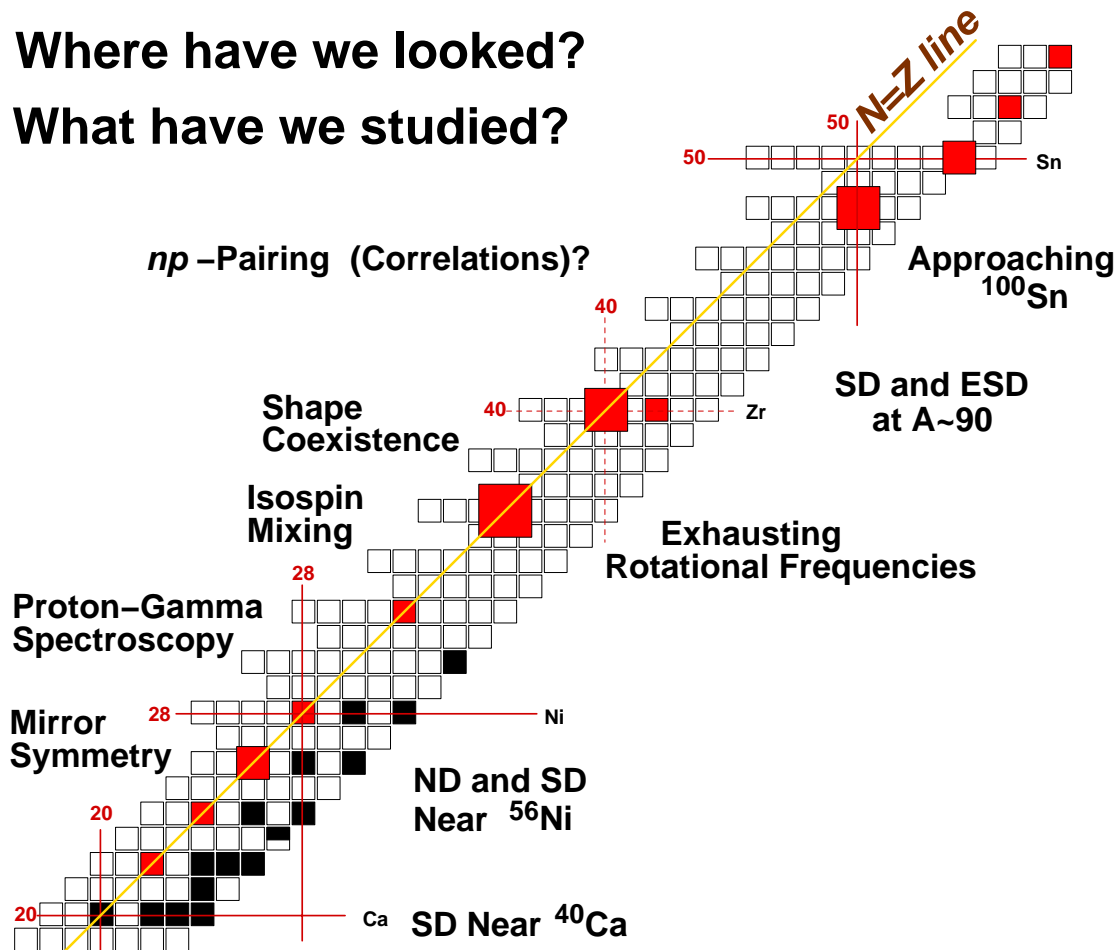 Where have we looked?
What have we studied?
N=Z line
50
50
Sn
np −Pairing (Correlations)?
Approaching
¹⁰⁰Sn
40
SD and ESD
at A~90
Shape
Coexistence
40
Zr
Isospin
Mixing
Exhausting
Rotational Frequencies
28
Proton−Gamma
Spectroscopy
28
Ni
Mirror
Symmetry
ND and SD
Near ⁵⁶Ni
20
20
Ca
SD Near ⁴⁰Ca